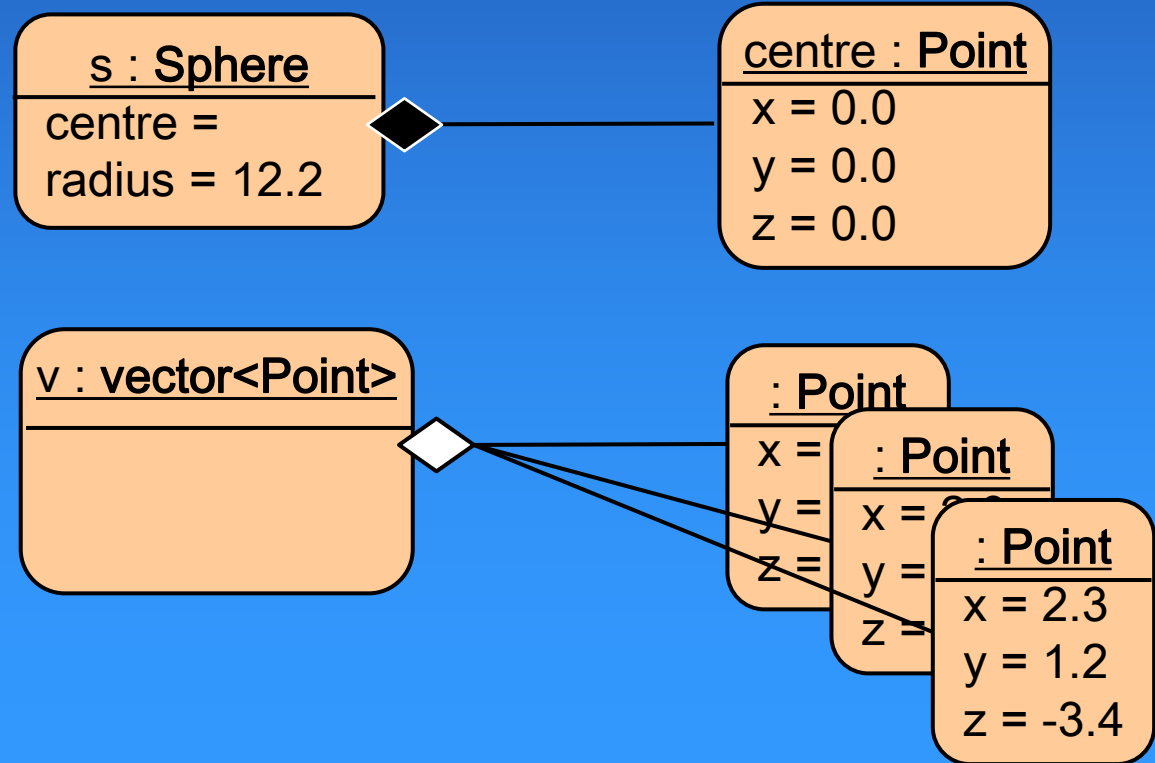 s : Sphere
centre =
radius = 12.2
centre : Point
x = 0.0
y = 0.0
z = 0.0
v : vector<Point>
: Point
x =
y =
z =
: Point
x =
y =
z =
: Point
x = 2.3
y = 1.2
z = -3.4